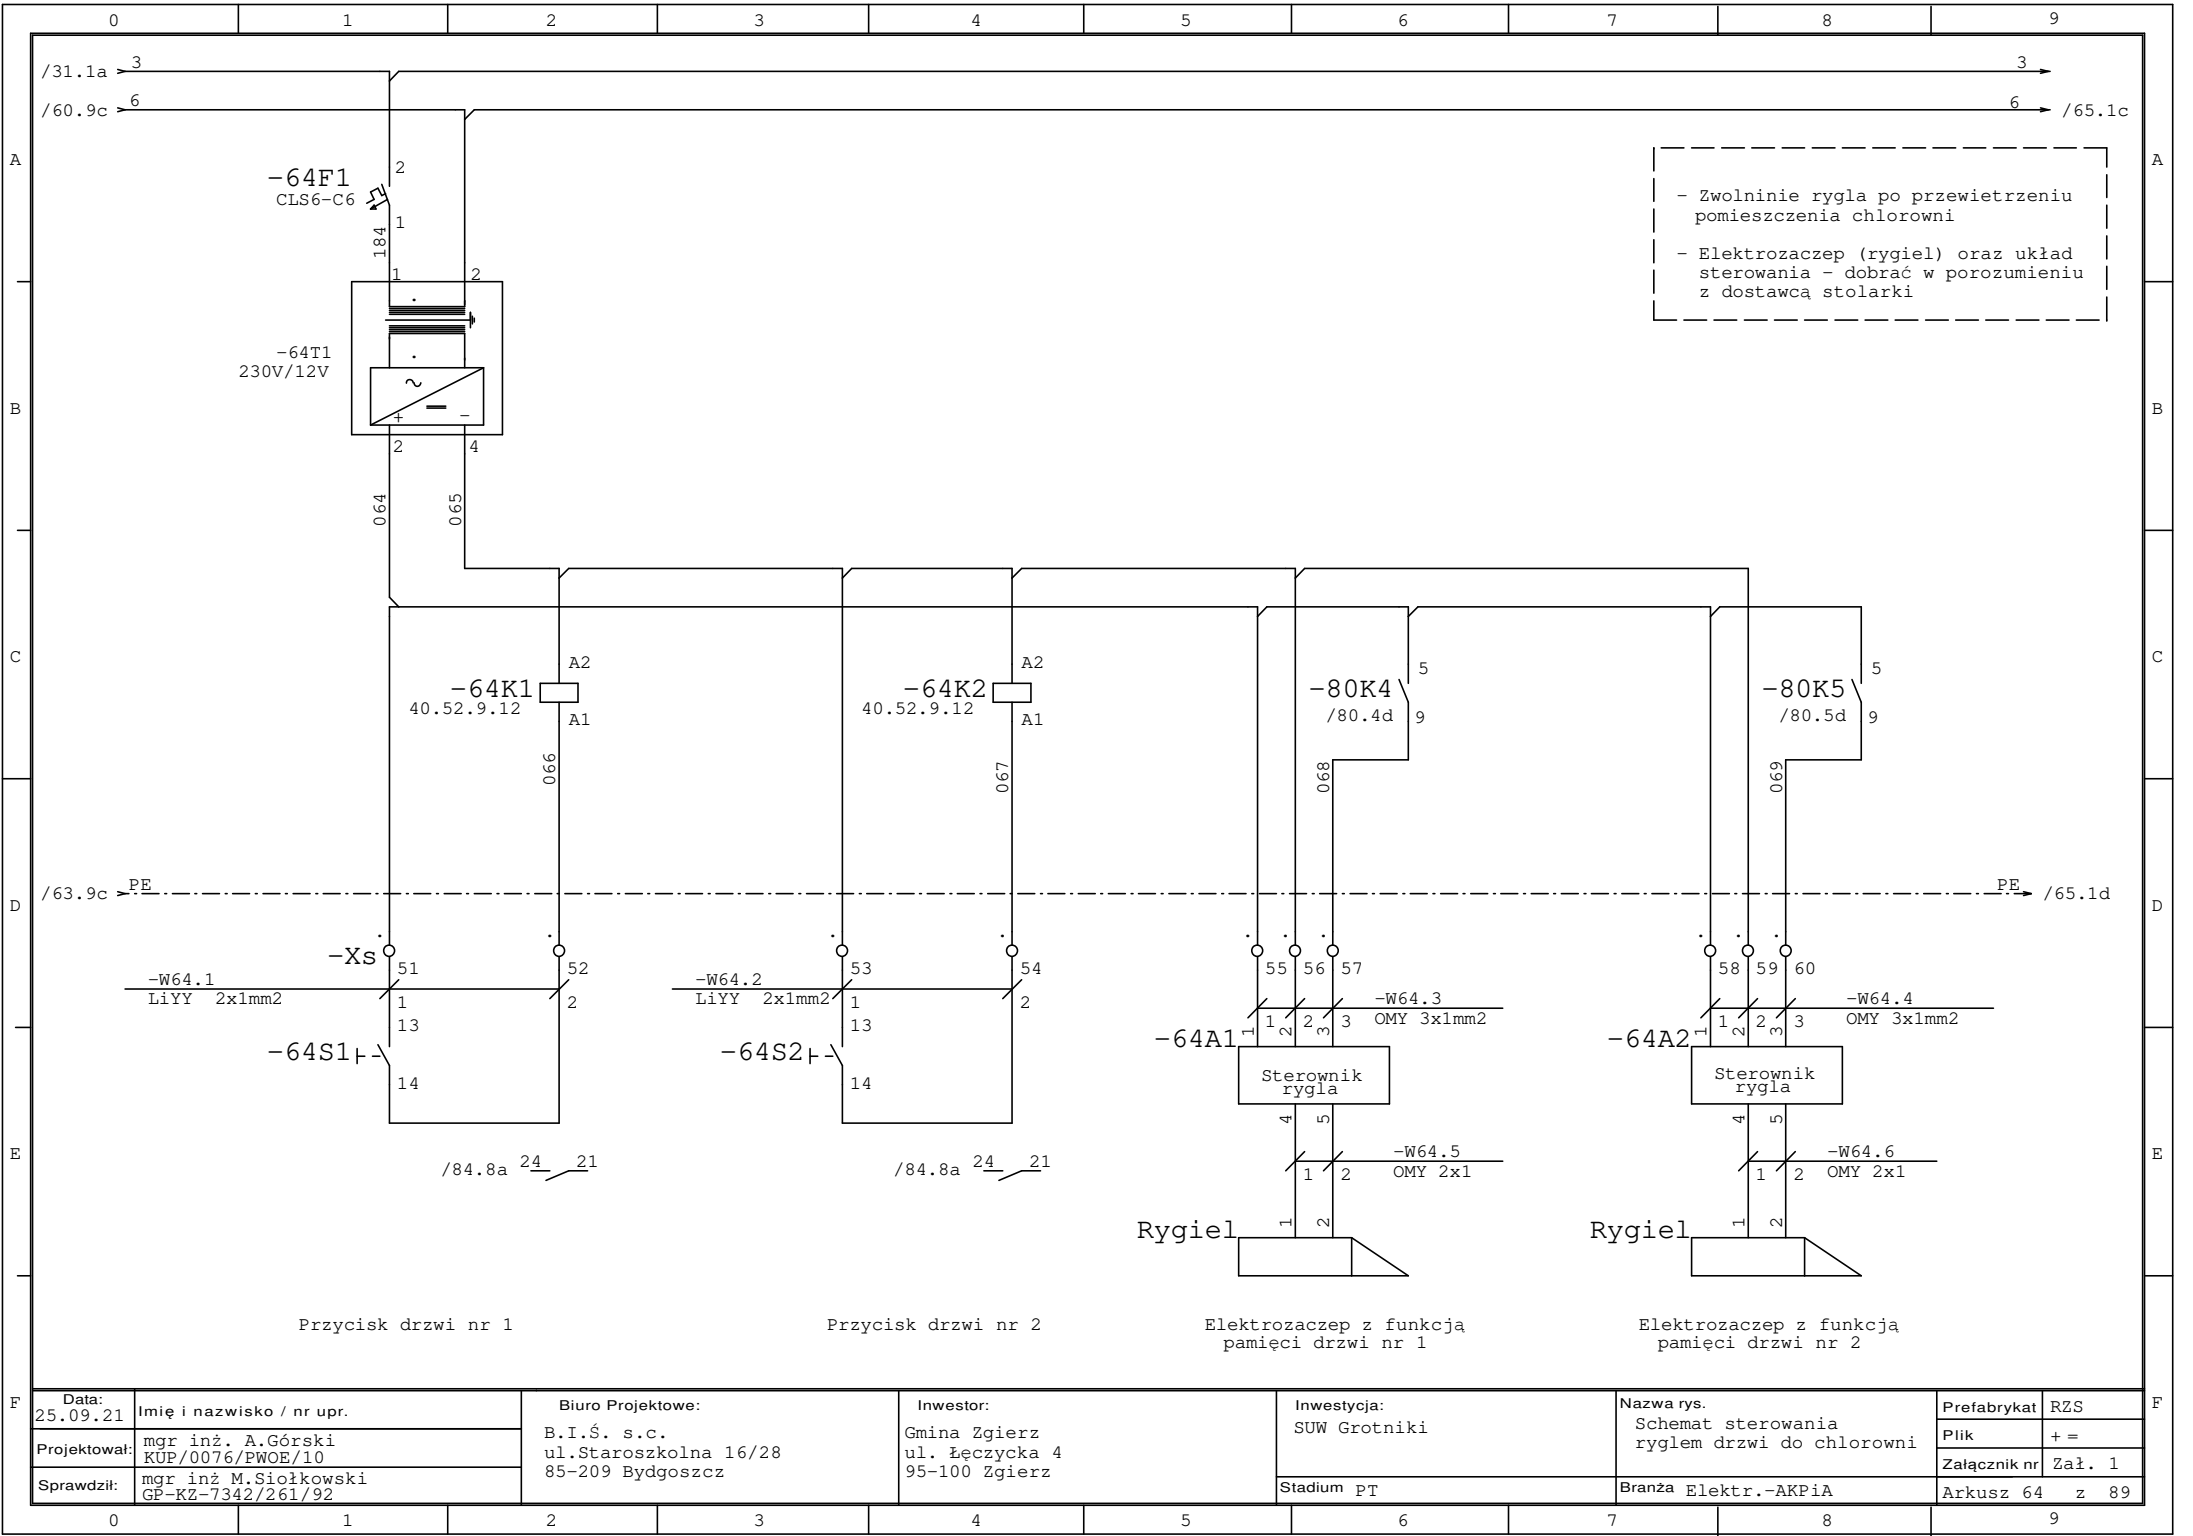 0 1 2 3 4 5 6 7 8 9
/31.1a 3 3
/60.9c 6 6 /65.1c
A A
2
-64F1
CLS6-C6
1
184
1 2
- Zwolninie rygla po przewietrzeniu
pomieszczenia chlorowni
- Elektrozaczep (rygiel) oraz układ
sterowania - dobrać w porozumieniu
z dostawcą stolarki
-64T1
230V/12V
~
+ -
B B
2 4
064 065
C C
A2 A2 5 5
-64K1 -64K2 -80K4 -80K5
40.52.9.12 40.52.9.12 /80.4d /80.5d
A1 A1 9 9
066 067 068 069
/63.9c PE PE /65.1d
D D
-Xs
51 52 53 54 55 56 57 58 59 60
-W64.1 -W64.2 -W64.3 -W64.4
LiYY 2x1mm2 LiYY 2x1mm2 OMY 3x1mm2 OMY 3x1mm2
1 2 1 2 1 2 3 1 2 3
13 13 1 2 3 1 2 3
-64S1 -64S2 -64A1 -64A2
14 14
Sterownik Sterownik
rygla rygla
4 5 4 5
E E
/84.8a 24 21 /84.8a 24 21
-W64.5 -W64.6
OMY 2x1 OMY 2x1
1 2 1 2
Rygiel 1 2 Rygiel 1 2
Przycisk drzwi nr 1
Przycisk drzwi nr 2
Elektrozaczep z funkcją
pamięci drzwi nr 1
Elektrozaczep z funkcją
pamięci drzwi nr 2
F F
Data:
25.09.21
Imię i nazwisko / nr upr.
Projektował:
mgr inż. A.Górski
KUP/0076/PWOE/10
Sprawdził:
mgr inż M.Siołkowski
GP-KZ-7342/261/92
Biuro Projektowe:
B.I.Ś. s.c.
ul.Staroszkolna 16/28
85-209 Bydgoszcz
Inwestor:
Gmina Zgierz
ul. Łęczycka 4
95-100 Zgierz
Inwestycja:
SUW Grotniki
Stadium PT
Nazwa rys.
Schemat sterowania
ryglem drzwi do chlorowni
Branża Elektr.-AKPiA
Prefabrykat RZS
Plik + =
Załącznik nr Zał. 1
Arkusz 64 z 89
0 1 2 3 4 5 6 7 8 9